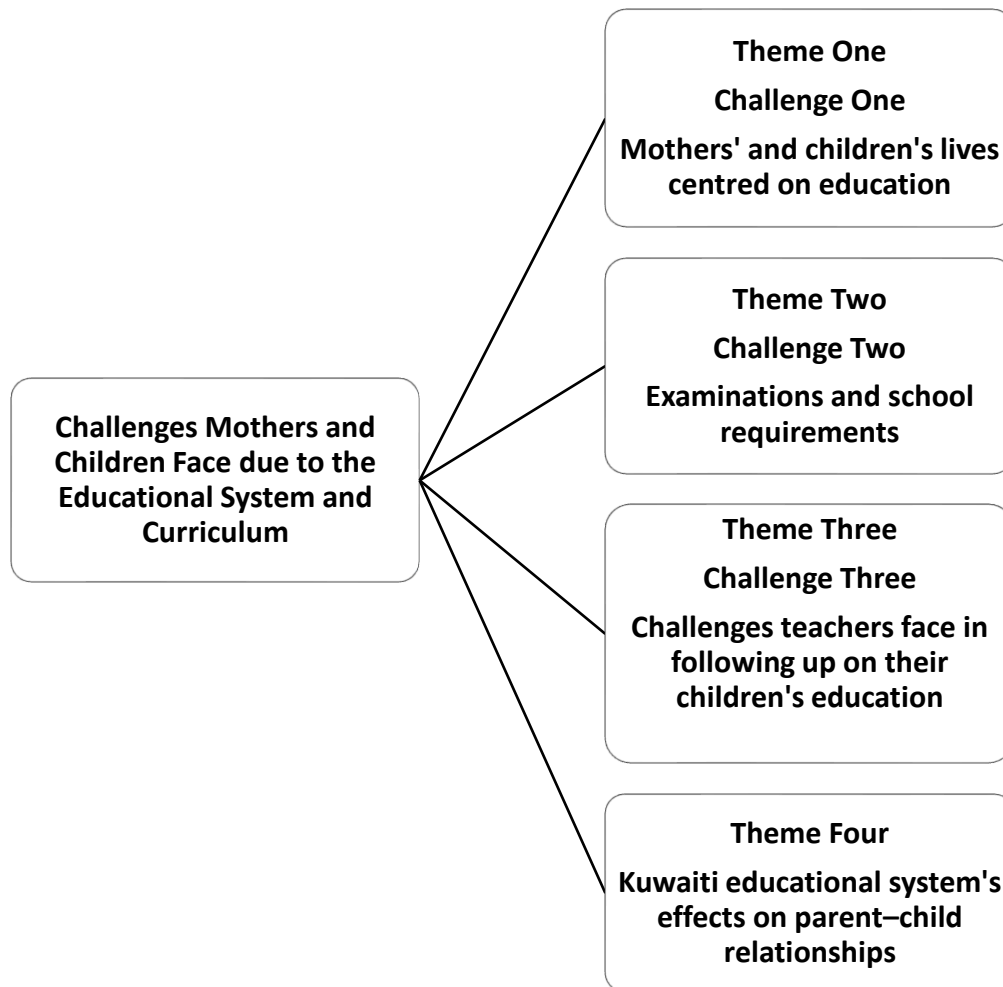 Theme One
Challenge One
Mothers' and children's lives
centred on education
Theme Two
Challenge Two
Examinations and school
requirements
Challenges Mothers and
Children Face due to the
Educational System and
Curriculum
Theme Three
Challenge Three
Challenges teachers face in
following up on their
children's education
Theme Four
Kuwaiti educational system's
effects on parent–child
relationships